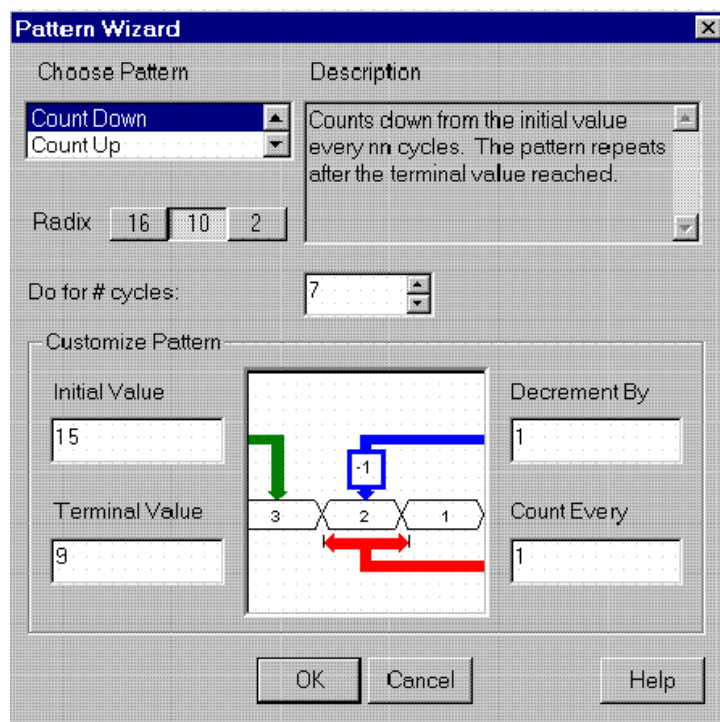 Pattern Wizard
Choose Pattern
Description
Count Down
Count Up
Counts down from the initial value
every nn cycles. The pattern repeats
after the terminal value reached.
Radix 16 10 2
Do for # cycles: 7
Customize Pattern
Initial Value
15
Decrement By
1
-1
3 2 1
Terminal Value
9
Count Every
1
OK Cancel Help